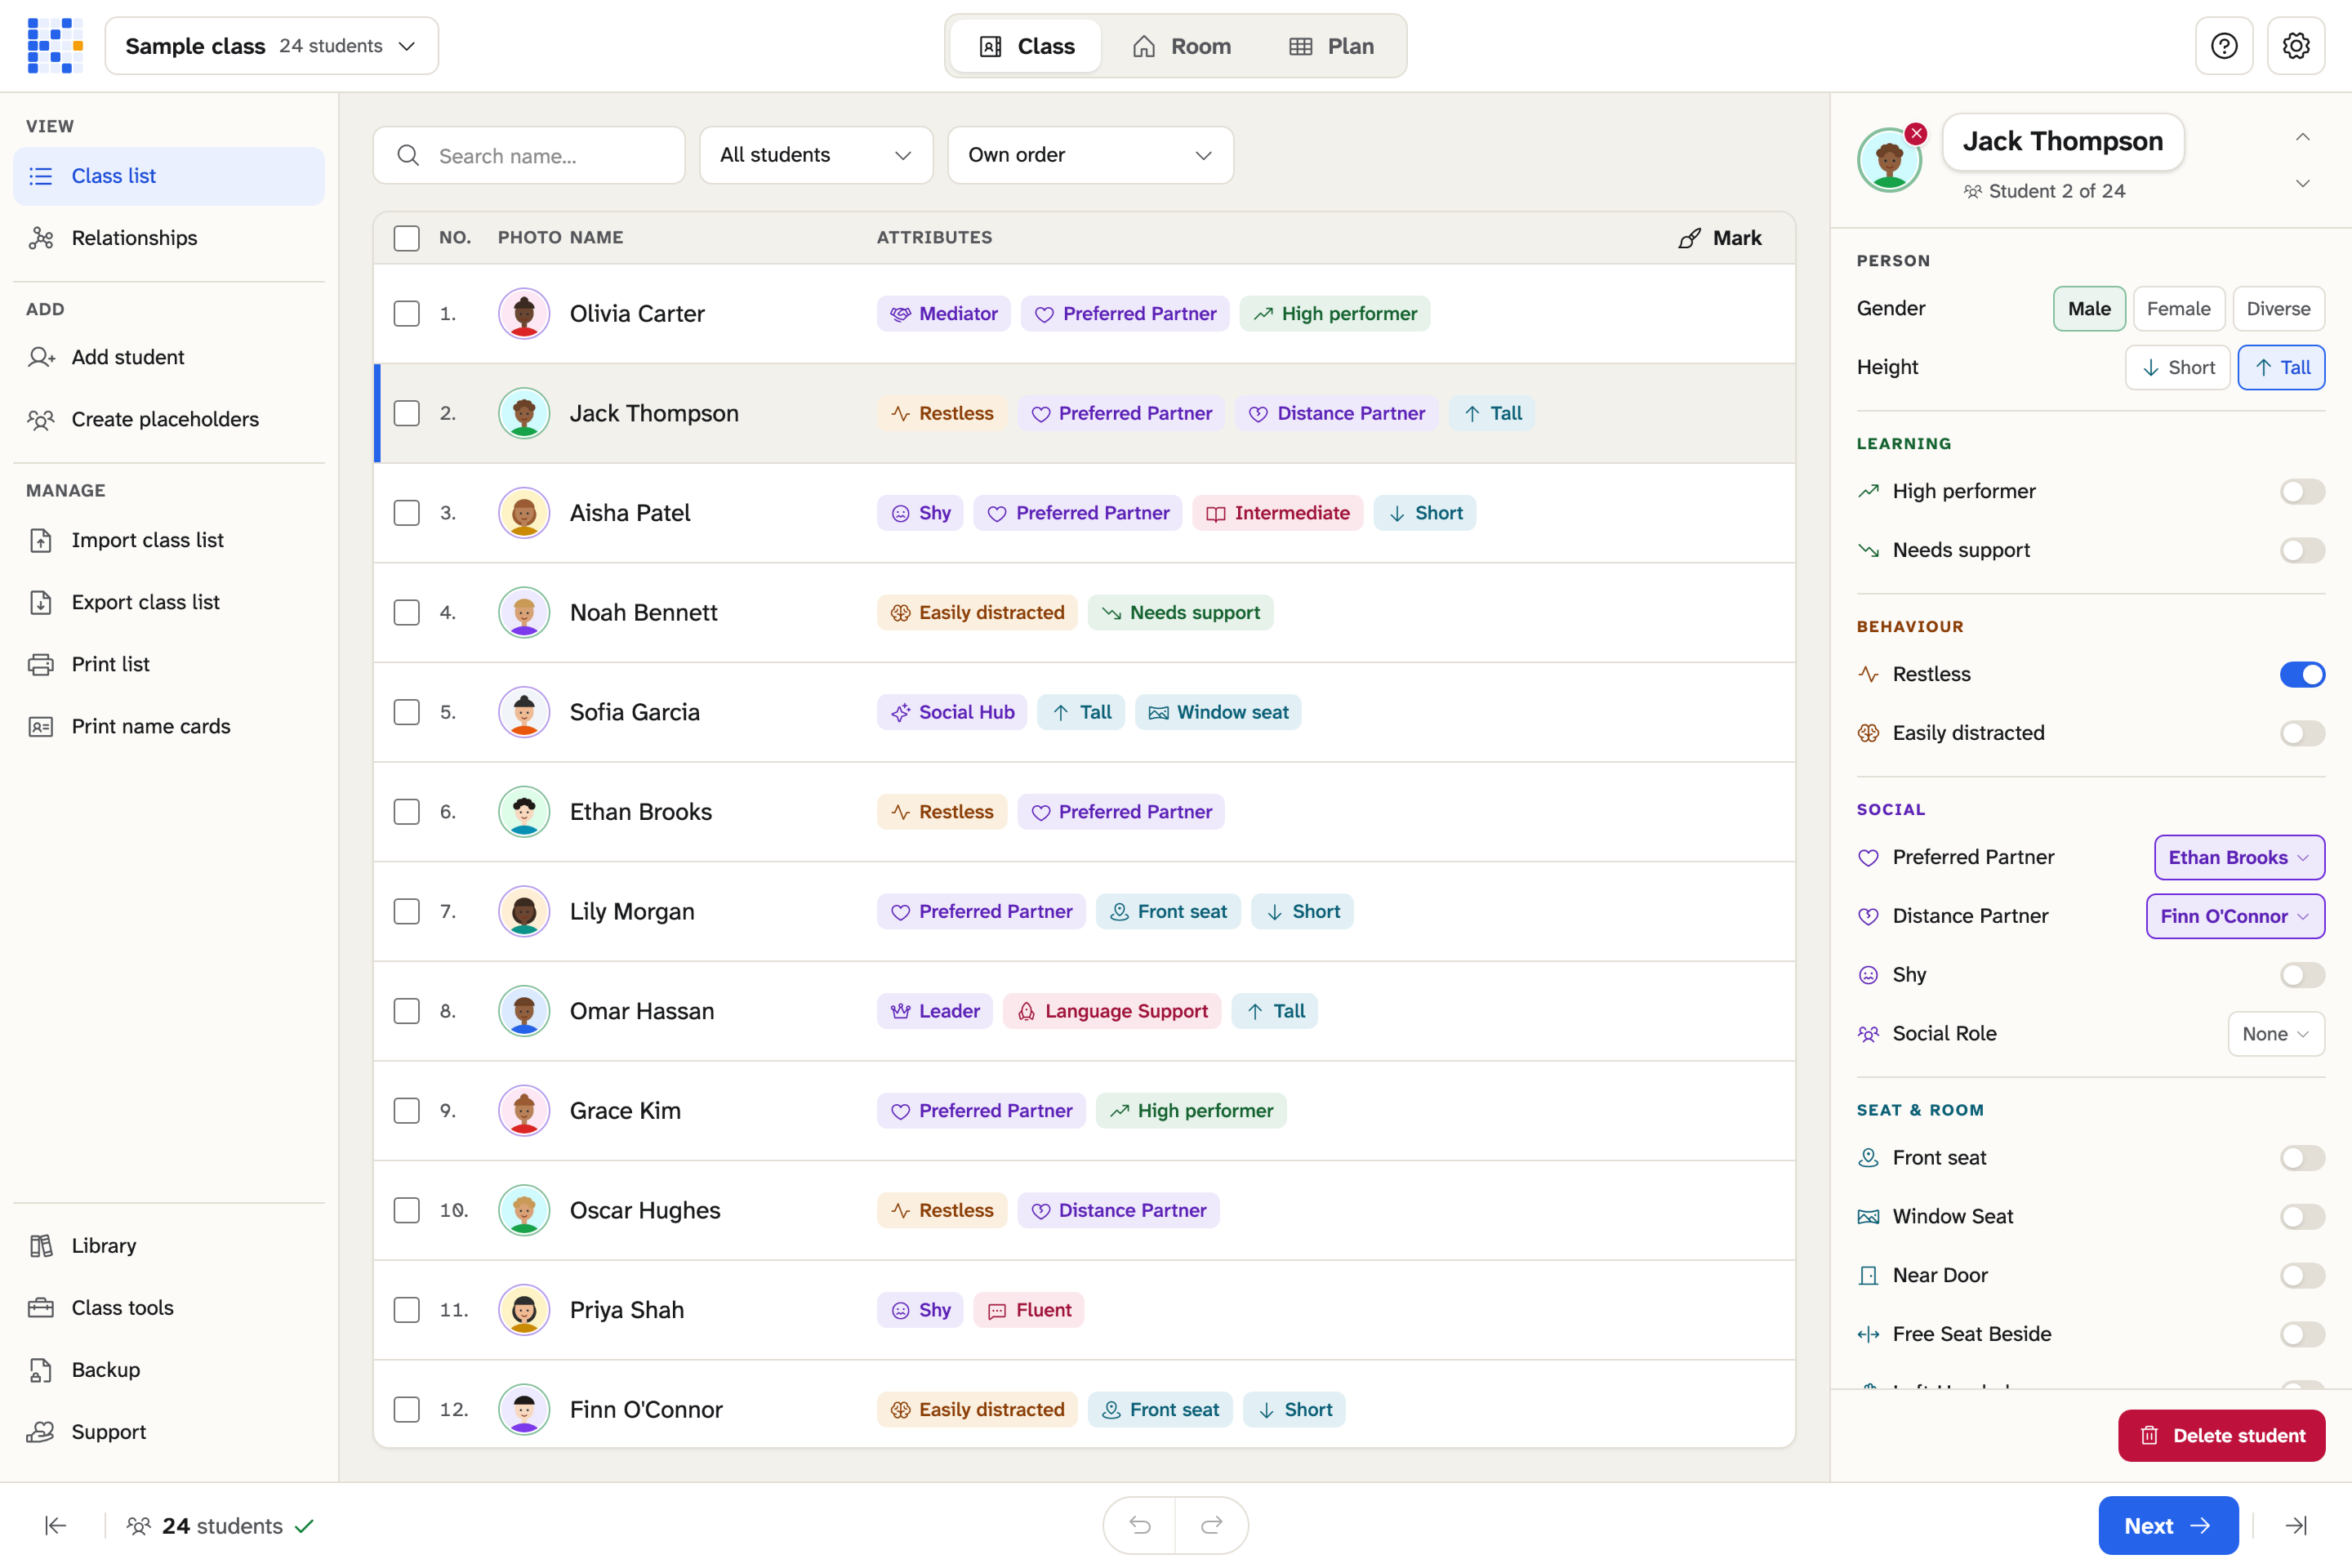 Sample class 24 students
Class
Room
Plan
VIEW
Class list
Relationships
ADD
Add student
Create placeholders
MANAGE
Import class list
Export class list
Print list
Print name cards
Library
Class tools
Backup
Support
Search name...
All students
Own order
NO. PHOTO NAME ATTRIBUTES Mark
1. Olivia Carter Mediator Preferred Partner High performer
2. Jack Thompson Restless Preferred Partner Distance Partner Tall
3. Aisha Patel Shy Preferred Partner Intermediate Short
4. Noah Bennett Easily distracted Needs support
5. Sofia Garcia Social Hub Tall Window seat
6. Ethan Brooks Restless Preferred Partner
7. Lily Morgan Preferred Partner Front seat Short
8. Omar Hassan Leader Language Support Tall
9. Grace Kim Preferred Partner High performer
10. Oscar Hughes Restless Distance Partner
11. Priya Shah Shy Fluent
12. Finn O'Connor Easily distracted Front seat Short
Jack Thompson
Student 2 of 24
PERSON
Gender Male Female Diverse
Height Short Tall
LEARNING
High performer
Needs support
BEHAVIOUR
Restless
Easily distracted
SOCIAL
Preferred Partner Ethan Brooks
Distance Partner Finn O'Connor
Shy
Social Role None
SEAT & ROOM
Front seat
Window Seat
Near Door
Free Seat Beside
Delete student
24 students
Next